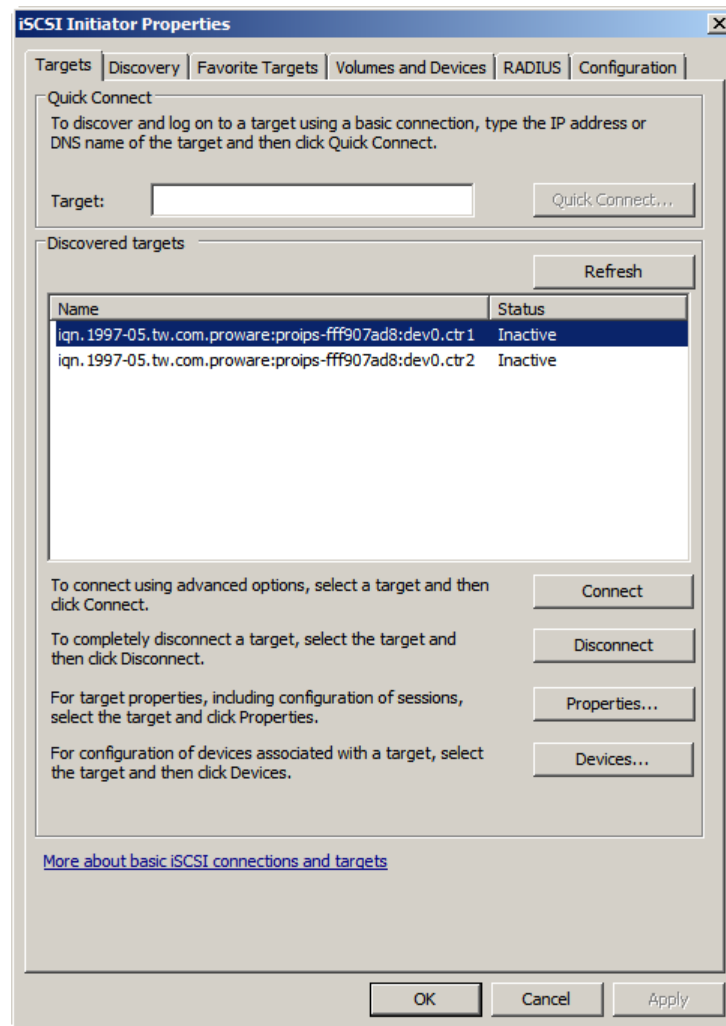 iSCSI Initiator Properties
Targets Discovery Favorite Targets Volumes and Devices RADIUS Configuration
Quick Connect
To discover and log on to a target using a basic connection, type the IP address or
DNS name of the target and then click Quick Connect.
Target:
Quick Connect...
Discovered targets
Refresh
Name Status
iqn.1997-05.tw.com.proware:proips-fff907ad8:dev0.ctr1 Inactive
iqn.1997-05.tw.com.proware:proips-fff907ad8:dev0.ctr2 Inactive
To connect using advanced options, select a target and then
click Connect.
Connect
To completely disconnect a target, select the target and
then click Disconnect.
Disconnect
For target properties, including configuration of sessions,
select the target and click Properties.
Properties...
For configuration of devices associated with a target, select
the target and then click Devices.
Devices...
More about basic iSCSI connections and targets
OK Cancel Apply